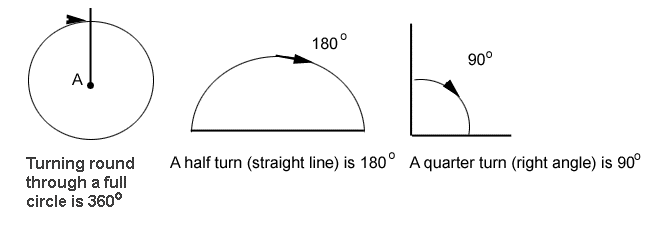 180°
90°
A
Turning round
through a full
circle is 360°
A half turn (straight line) is 180°
A quarter turn (right angle) is 90°